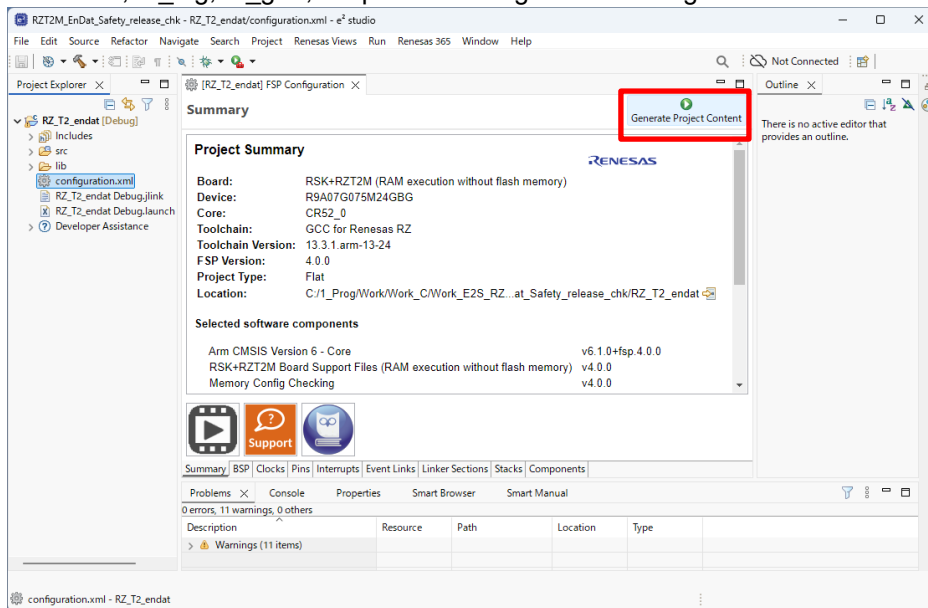 RZT2M_EnDat_Safety_release_chk - RZ_T2_endat/configuration.xml - e² studio
File Edit Source Refactor Navigate Search Project Renesas Views Run Renesas 365 Window Help
Not Connected
Project Explorer
[RZ_T2_endat] FSP Configuration
Outline
RZ_T2_endat [Debug]
Includes
src
lib
configuration.xml
RZ_T2_endat Debug.jlink
RZ_T2_endat Debug.launch
Developer Assistance
Summary
Generate Project Content
There is no active editor that
provides an outline.
Project Summary
RENESAS
Board: RSK+RZT2M (RAM execution without flash memory)
Device: R9A07G075M24GBG
Core: CR52_0
Toolchain: GCC for Renesas RZ
Toolchain Version: 13.3.1.arm-13-24
FSP Version: 4.0.0
Project Type: Flat
Location: C:/1_Prog/Work/Work_C/Work_E2S_RZ...at_Safety_release_chk/RZ_T2_endat
Selected software components
Arm CMSIS Version 6 - Core v6.1.0+fsp.4.0.0
RSK+RZT2M Board Support Files (RAM execution without flash memory) v4.0.0
Memory Config Checking v4.0.0
Support
Summary BSP Clocks Pins Interrupts Event Links Linker Sections Stacks Components
Problems Console Properties Smart Browser Smart Manual
0 errors, 11 warnings, 0 others
Description Resource Path Location Type
Warnings (11 items)
configuration.xml - RZ_T2_endat